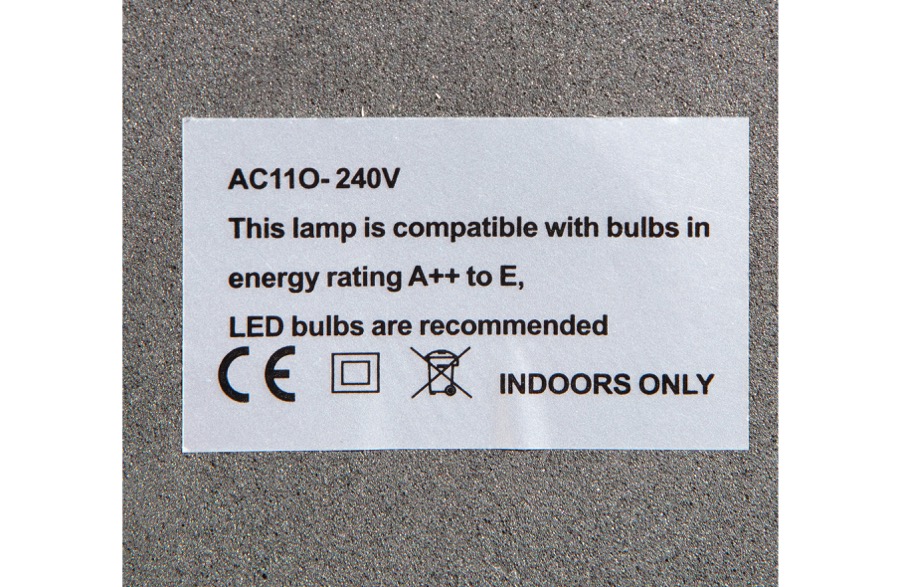 AC11O- 240V
This lamp is compatible with bulbs in
energy rating A++ to E,
LED bulbs are recommended
CE INDOORS ONLY